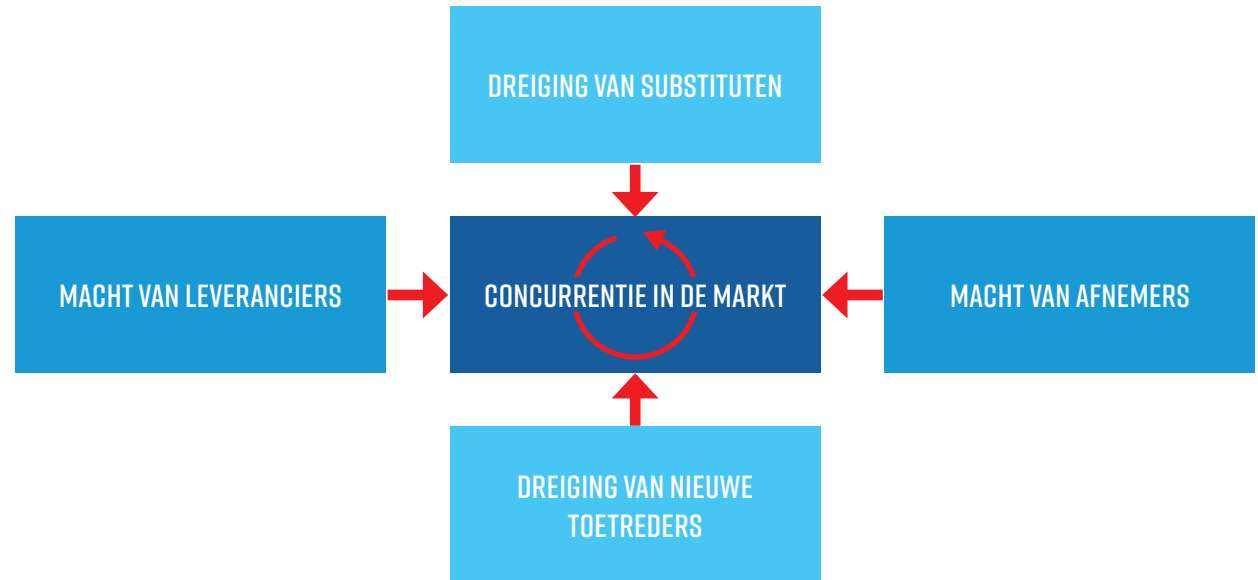 DREIGING VAN SUBSTITUTEN
MACHT VAN LEVERANCIERS
CONCURRENTIE IN DE MARKT
MACHT VAN AFNEMERS
DREIGING VAN NIEUWE
TOETREDERS